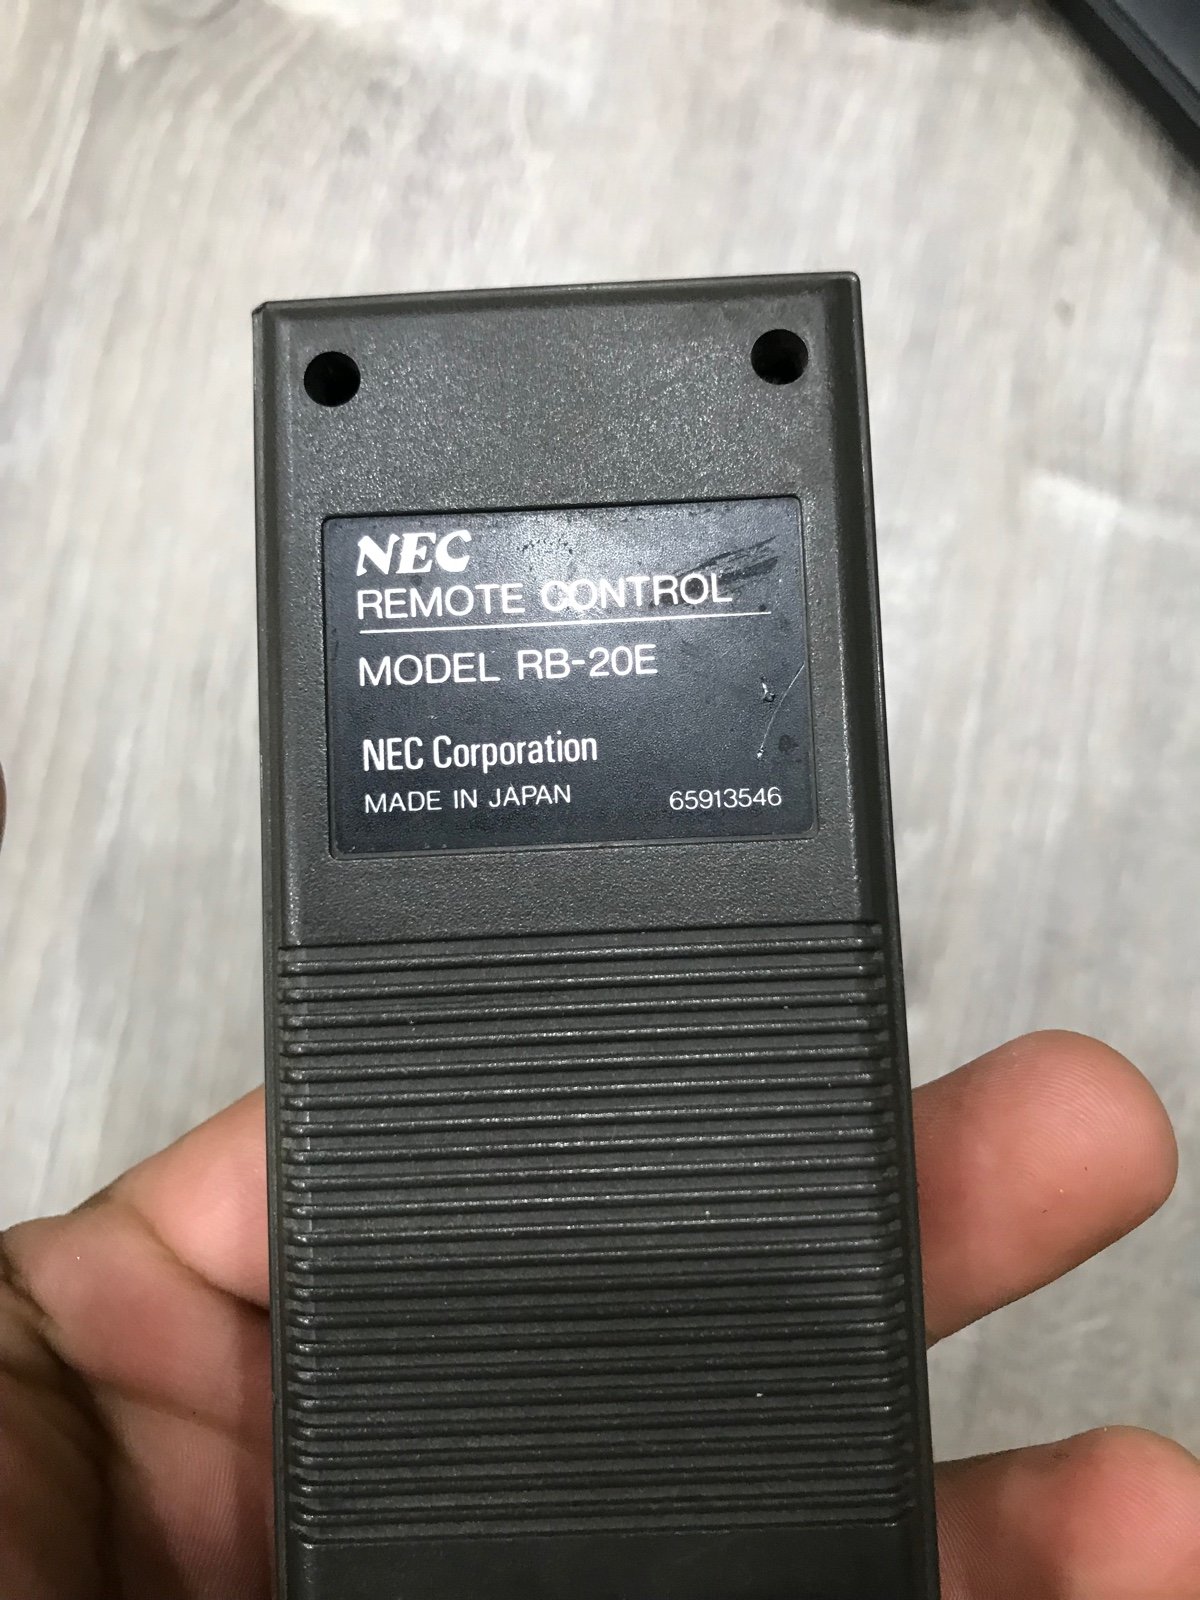 NEC
REMOTE CONTROL
MODEL RB-20E
NEC Corporation
MADE IN JAPAN 65913546